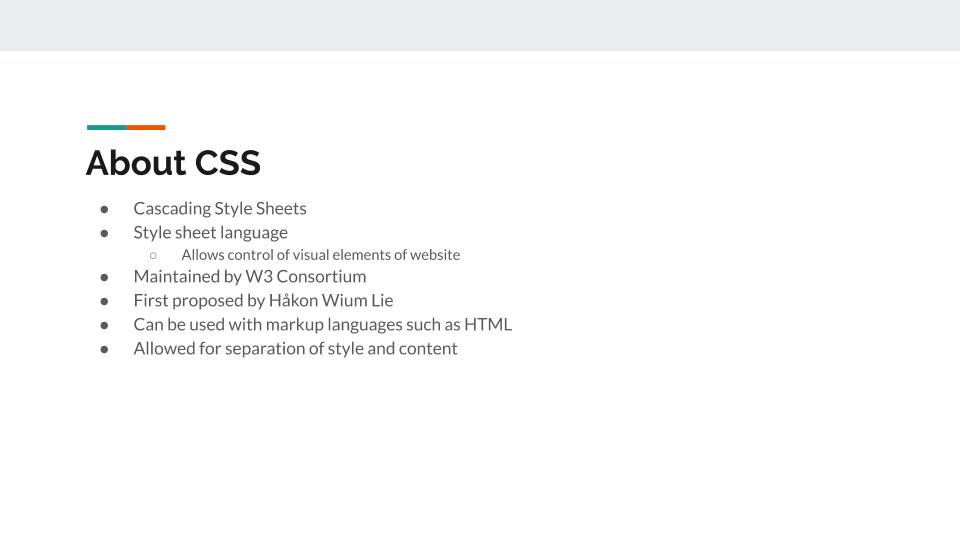 About CSS
● Cascading Style Sheets
● Style sheet language
○ Allows control of visual elements of website
● Maintained by W3 Consortium
● First proposed by Håkon Wium Lie
● Can be used with markup languages such as HTML
● Allowed for separation of style and content